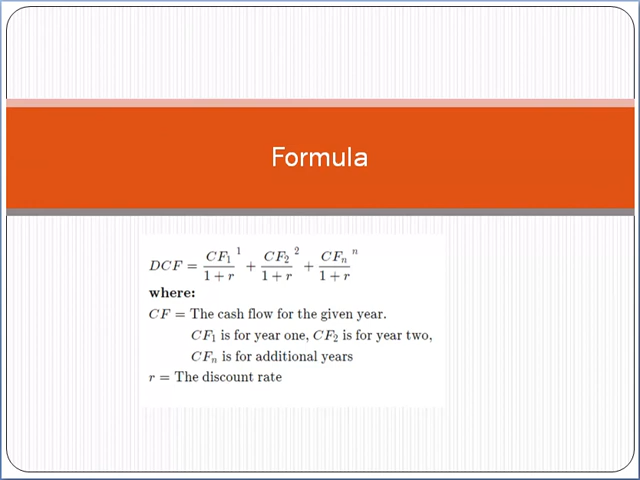 Formula
DCF = CF₁/1 + r ¹ + CF₂/1 + r ² + CFₙ/1 + r ⁿ
where:
CF = The cash flow for the given year.
CF₁ is for year one, CF₂ is for year two,
CFₙ is for additional years
r = The discount rate